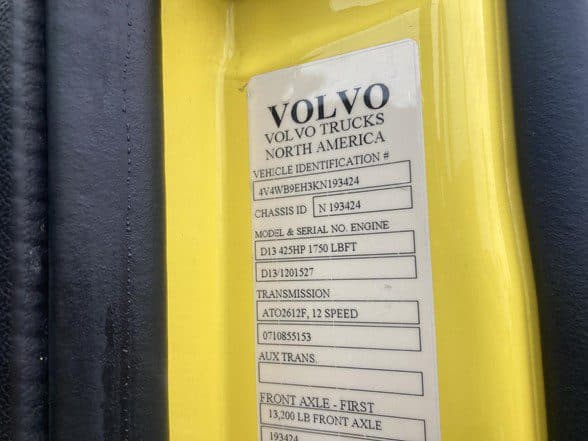 VOLVO
VOLVO TRUCKS
NORTH AMERICA
VEHICLE IDENTIFICATION #
4V4WB9EH3KN193424
CHASSIS ID N 193424
MODEL & SERIAL NO. ENGINE
D13 425HP 1750 LBFT
D13/1201527
TRANSMISSION
ATO2612F, 12 SPEED
0710855153
AUX TRANS.
FRONT AXLE - FIRST
13,200 LB FRONT AXLE
193424